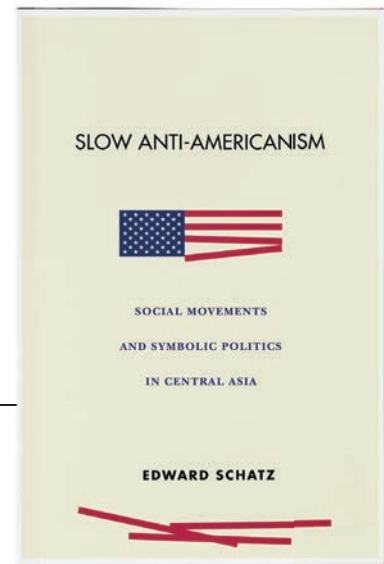 SLOW ANTI-AMERICANISM
SOCIAL MOVEMENTS
AND SYMBOLIC POLITICS
IN CENTRAL ASIA
EDWARD SCHATZ